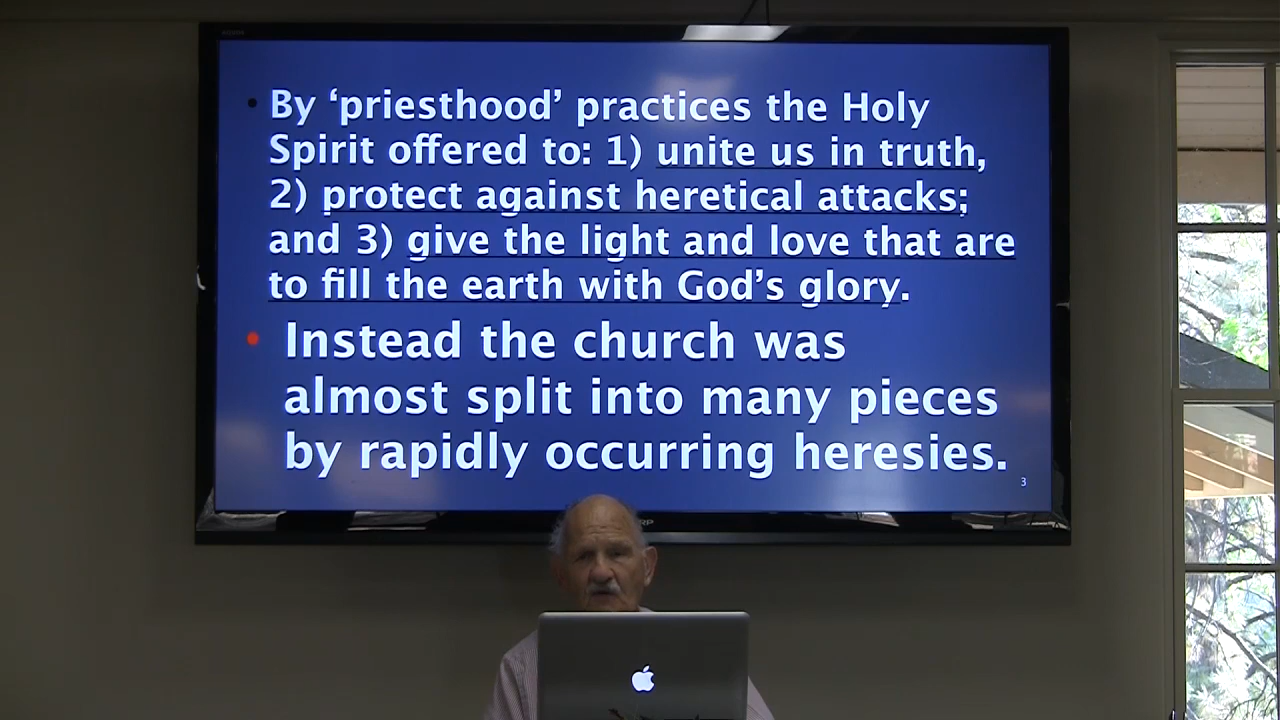 • By ‘priesthood’ practices the Holy
Spirit offered to: 1) unite us in truth,
2) protect against heretical attacks;
and 3) give the light and love that are
to fill the earth with God’s glory.
• Instead the church was
almost split into many pieces
by rapidly occurring heresies.
3